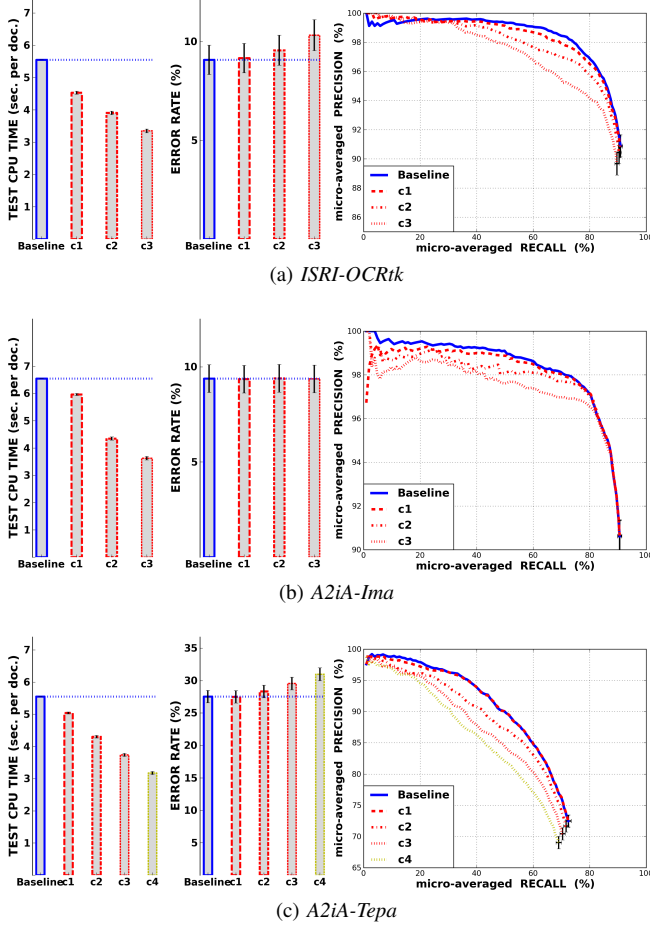 TEST CPU TIME (sec. per doc.)
7
6
5
4
3
2
1
Baseline c1 c2 c3
ERROR RATE (%)
10
5
Baseline c1 c2 c3
micro-averaged PRECISION (%)
100
98
96
94
92
90
88
86
Baseline
c1
c2
c3
0 20 40 60 80 100
micro-averaged RECALL (%)
(a) ISRI-OCRtk
TEST CPU TIME (sec. per doc.)
7
6
5
4
3
2
1
Baseline c1 c2 c3
ERROR RATE (%)
10
5
Baseline c1 c2 c3
micro-averaged PRECISION (%)
100
98
96
94
92
90
Baseline
c1
c2
c3
0 20 40 60 80 100
micro-averaged RECALL (%)
(b) A2iA-Ima
TEST CPU TIME (sec. per doc.)
7
6
5
4
3
2
1
Baseline c1 c2 c3 c4
ERROR RATE (%)
35
30
25
20
15
10
5
Baseline c1 c2 c3 c4
micro-averaged PRECISION (%)
100
95
90
85
80
75
70
65
Baseline
c1
c2
c3
c4
0 20 40 60 80 100
micro-averaged RECALL (%)
(c) A2iA-Tepa